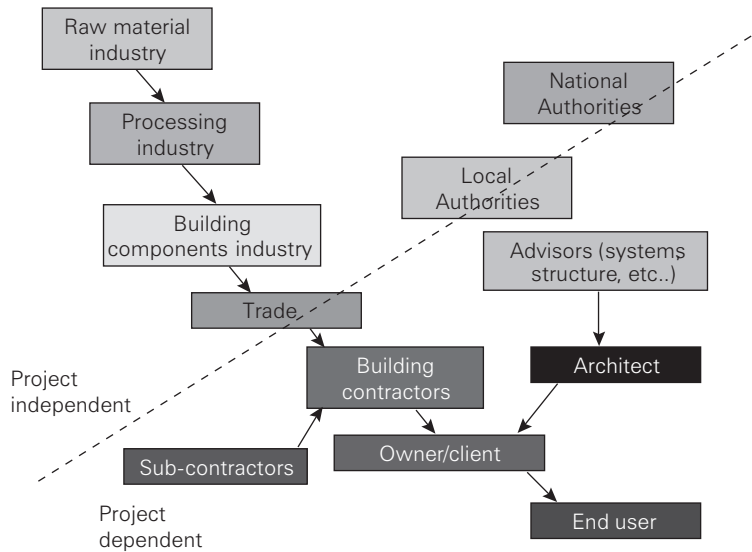 Raw material
industry
National
Authorities
Processing
industry
Local
Authorities
Building
components industry
Advisors (systems,
structure, etc..)
Trade
Building
contractors
Architect
Project
independent
Owner/client
Sub-contractors
Project
dependent
End user